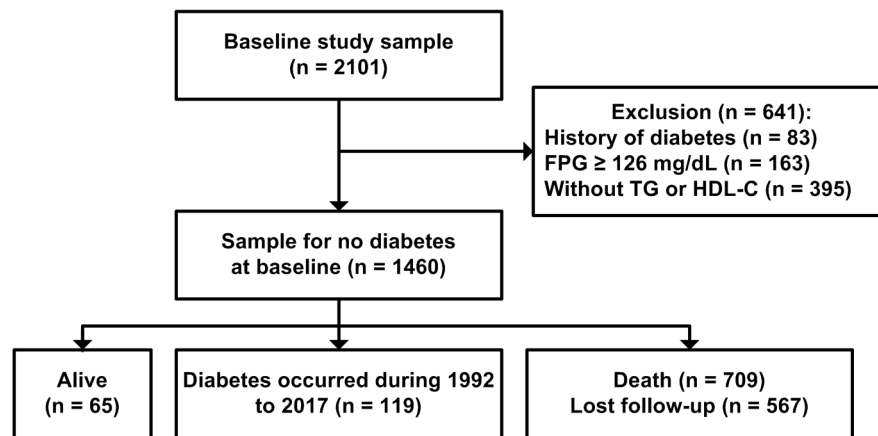 Baseline study sample
(n = 2101)
Exclusion (n = 641):
History of diabetes (n = 83)
FPG ≥ 126 mg/dL (n = 163)
Without TG or HDL-C (n = 395)
Sample for no diabetes
at baseline (n = 1460)
Alive
(n = 65)
Diabetes occurred during 1992
to 2017 (n = 119)
Death (n = 709)
Lost follow-up (n = 567)